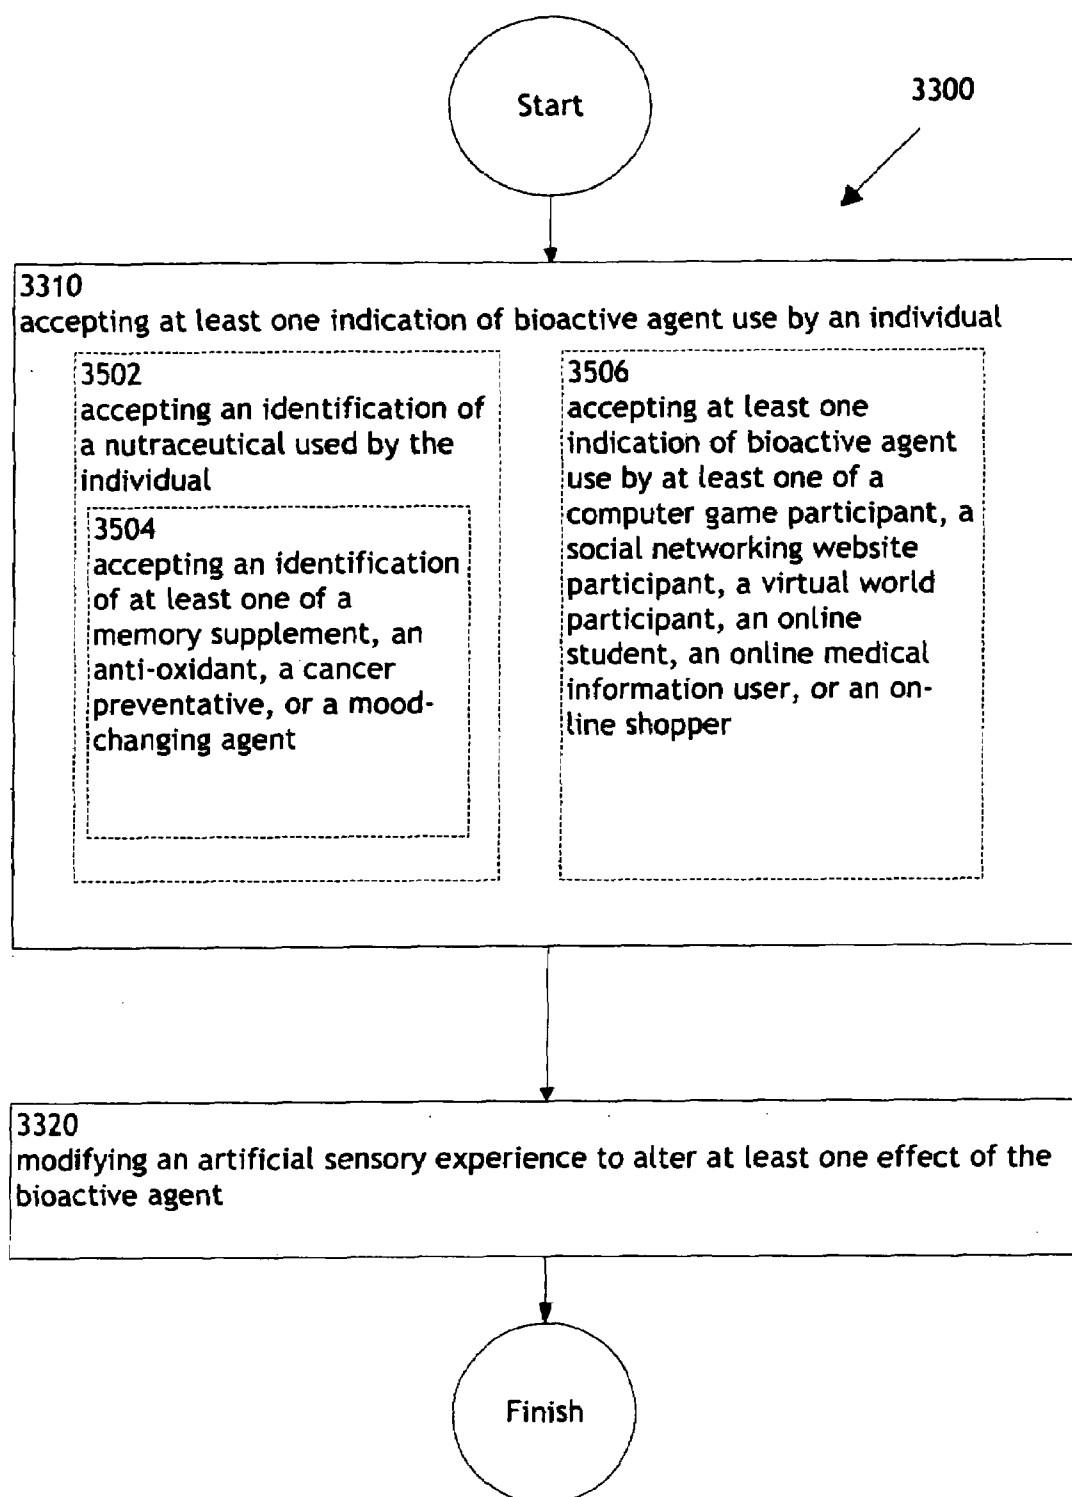 Start
3300
3310
accepting at least one indication of bioactive agent use by an individual
3502
accepting an identification of
a nutraceutical used by the
individual
3504
accepting an identification
of at least one of a
memory supplement, an
anti-oxidant, a cancer
preventative, or a mood-
changing agent
3506
accepting at least one
indication of bioactive agent
use by at least one of a
computer game participant, a
social networking website
participant, a virtual world
participant, an online
student, an online medical
information user, or an on-
line shopper
3320
modifying an artificial sensory experience to alter at least one effect of the
bioactive agent
Finish